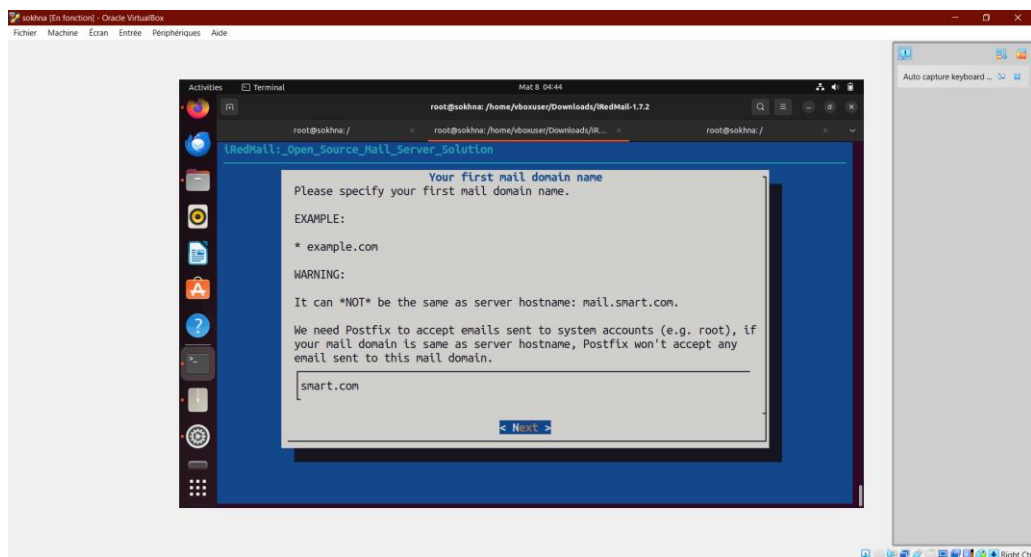 sokhna [En fonction] - Oracle VirtualBox
Fichier Machine Écran Entrée Périphériques Aide
Auto capture keyboard ...
Activities Terminal Mat 8 04:44
root@sokhna: /home/vboxuser/Downloads/iRedMail-1.7.2
root@sokhna: / root@sokhna: /home/vboxuser/Downloads/iR... root@sokhna: /
iRedMail:_Open_Source_Mail_Server_Solution
Your first mail domain name
Please specify your first mail domain name.
EXAMPLE:
* example.com
WARNING:
It can *NOT* be the same as server hostname: mail.smart.com.
We need Postfix to accept emails sent to system accounts (e.g. root), if
your mail domain is same as server hostname, Postfix won't accept any
email sent to this mail domain.
smart.com
< Next >
Right Ctrl